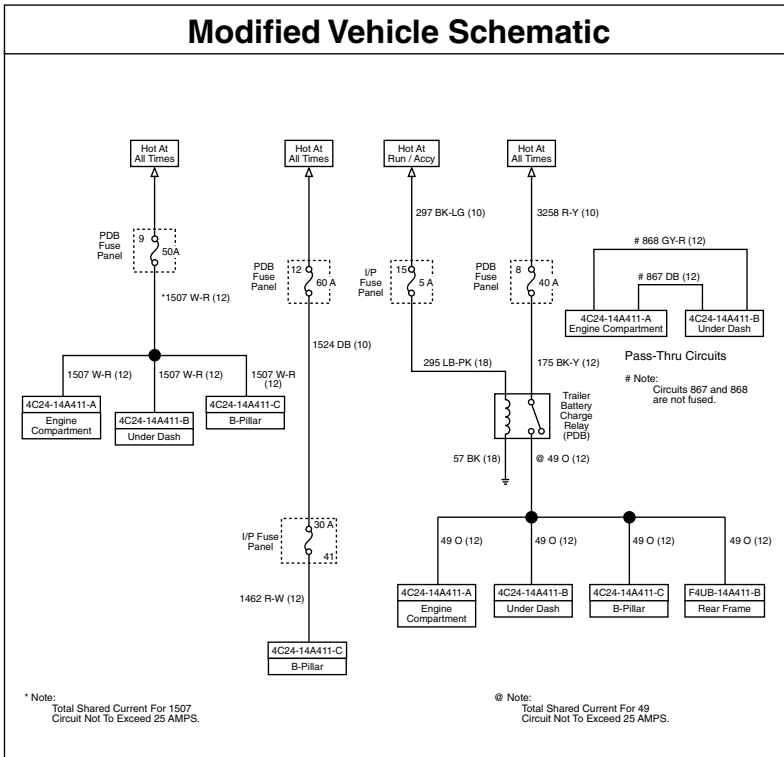 Modified Vehicle Schematic
Hot At
All Times
Hot At
All Times
Hot At
Run / Accy
Hot At
All Times
297 BK-LG (10)
3258 R-Y (10)
PDB
Fuse
Panel
9
50A
PDB
Fuse
Panel
12
60 A
I/P
Fuse
Panel
15
5 A
PDB
Fuse
Panel
8
40 A
# 868 GY-R (12)
# 867 DB (12)
4C24-14A411-A
Engine Compartment
4C24-14A411-B
Under Dash
Pass-Thru Circuits
# Note:
Circuits 867 and 868
are not fused.
*1507 W-R (12)
1524 DB (10)
295 LB-PK (18)
175 BK-Y (12)
1507 W-R (12)
1507 W-R (12)
1507 W-R
(12)
4C24-14A411-A
Engine
Compartment
4C24-14A411-B
Under Dash
4C24-14A411-C
B-Pillar
Trailer
Battery
Charge
Relay
(PDB)
57 BK (18)
@ 49 O (12)
I/P Fuse
Panel
30 A
41
1462 R-W (12)
4C24-14A411-C
B-Pillar
49 O (12)
49 O (12)
49 O (12)
49 O (12)
4C24-14A411-A
Engine
Compartment
4C24-14A411-B
Under Dash
4C24-14A411-C
B-Pillar
F4UB-14A411-B
Rear Frame
* Note:
Total Shared Current For 1507
Circuit Not To Exceed 25 AMPS.
@ Note:
Total Shared Current For 49
Circuit Not To Exceed 25 AMPS.